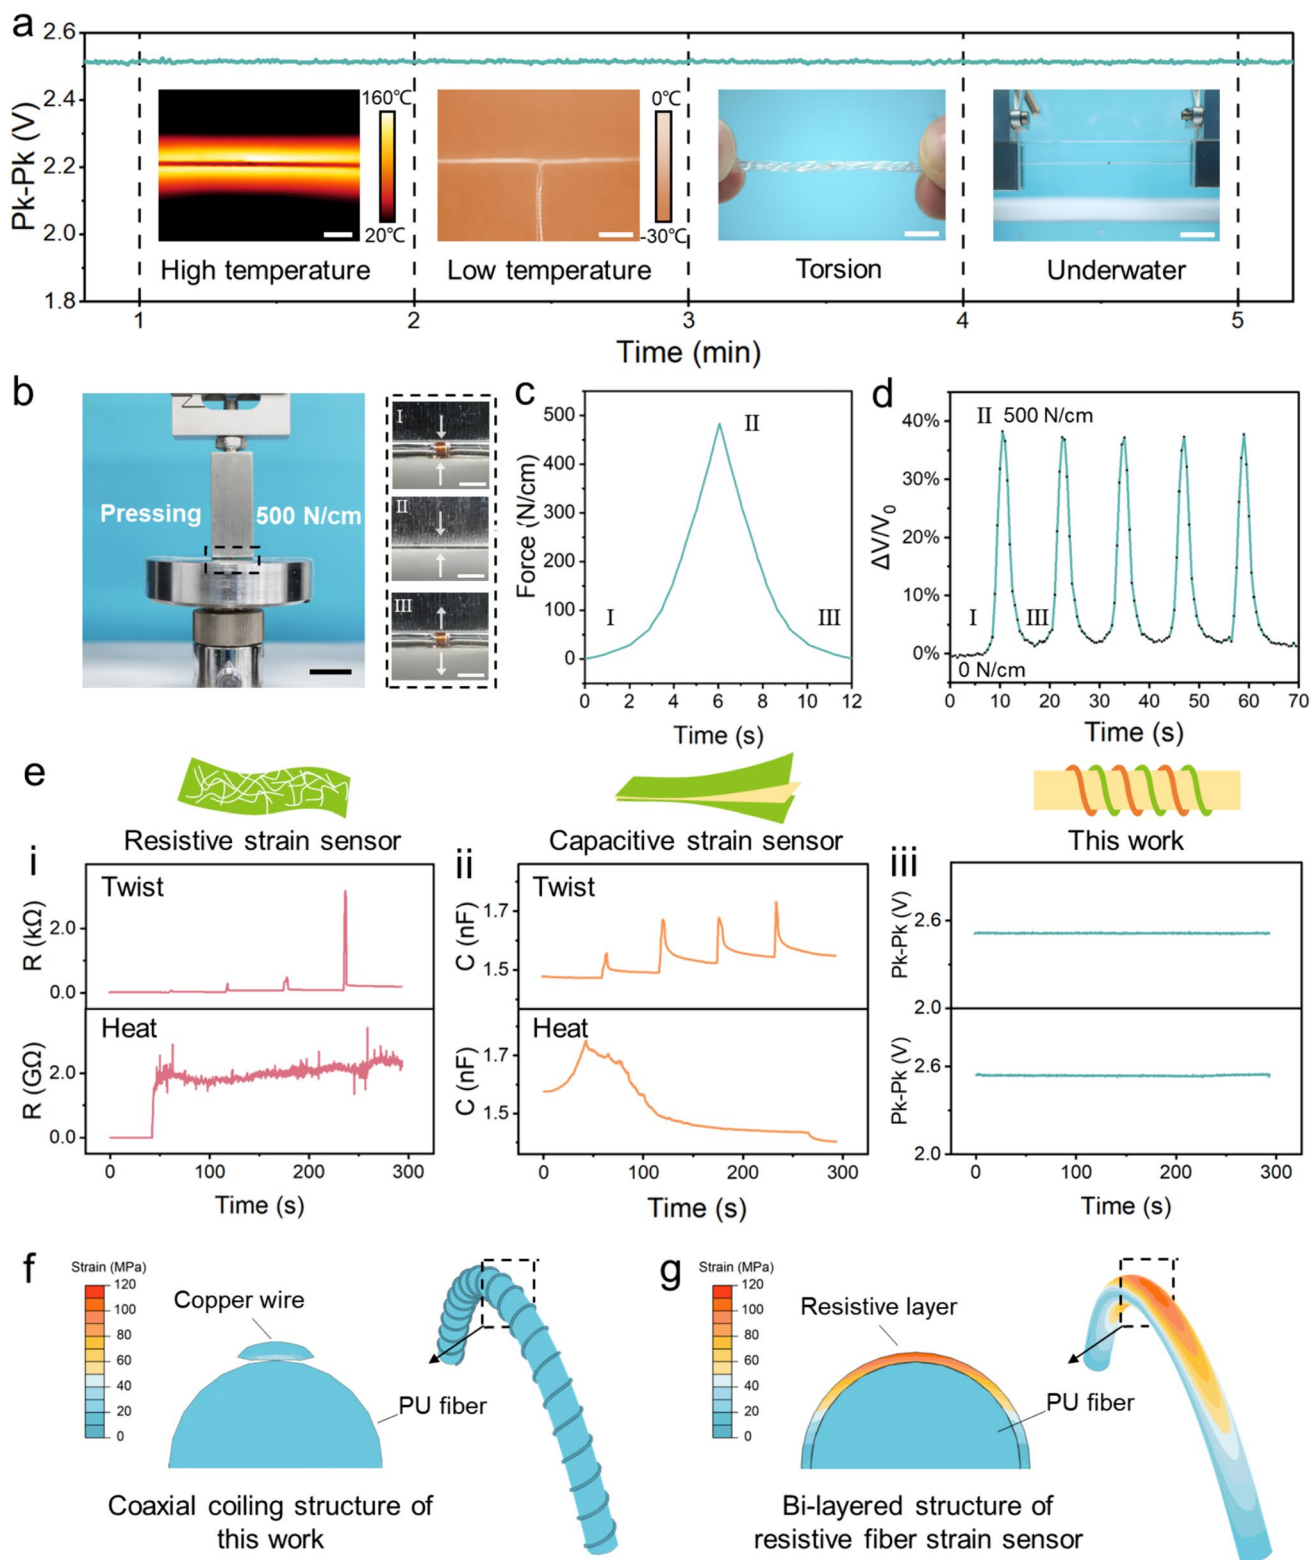 a
2.6
2.4
2.2
2.0
1.8
Pk-Pk (V)
160℃
20℃
0℃
-30℃
High temperature
Low temperature
Torsion
Underwater
1
2
3
4
5
Time (min)
b
Pressing
500 N/cm
I
II
III
c
500
400
300
200
100
0
Force (N/cm)
I
II
III
0
2
4
6
8
10
12
Time (s)
d
40%
30%
20%
10%
0%
ΔV/V0
II 500 N/cm
I
III
0 N/cm
0
10
20
30
40
50
60
70
Time (s)
e
Resistive strain sensor
Capacitive strain sensor
This work
i
Twist
R (kΩ)
2.0
0.0
Heat
R (GΩ)
2.0
0.0
0
100
200
300
Time (s)
ii
Twist
C (nF)
1.7
1.5
Heat
C (nF)
1.7
1.5
0
100
200
300
Time (s)
iii
Pk-Pk (V)
2.6
2.0
Pk-Pk (V)
2.6
2.0
0
100
200
300
Time (s)
f
Strain (MPa)
120
100
80
60
40
20
0
Copper wire
PU fiber
Coaxial coiling structure of
this work
g
Strain (MPa)
120
100
80
60
40
20
0
Resistive layer
PU fiber
Bi-layered structure of
resistive fiber strain sensor